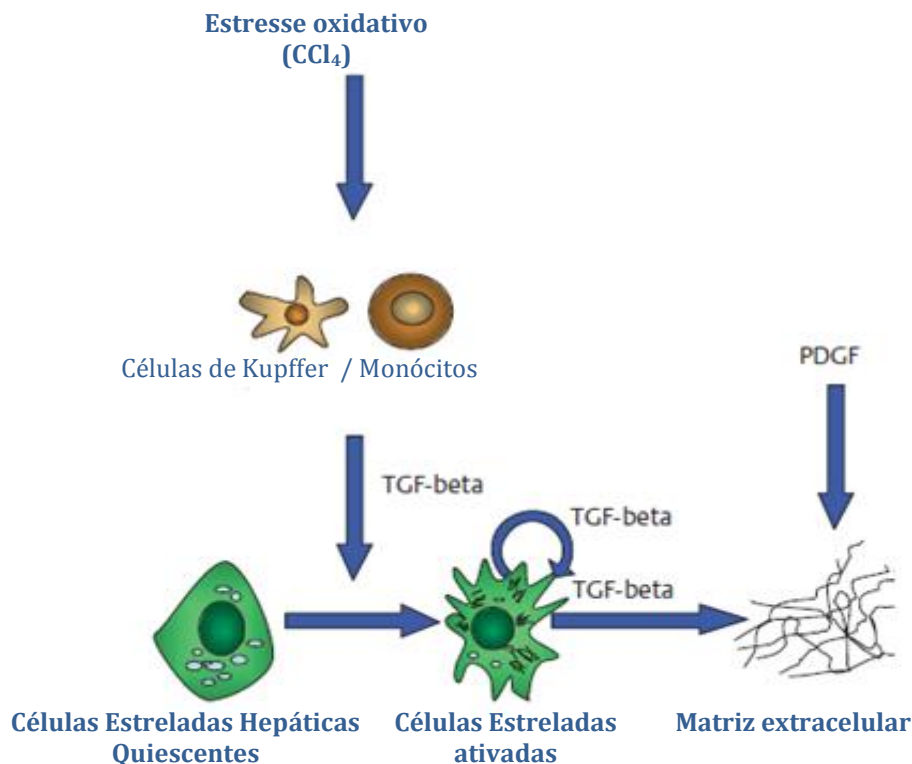 Estresse oxidativo
(CCl₄)
Células de Kupffer / Monócitos
PDGF
TGF-beta
TGF-beta
TGF-beta
Células Estreladas Hepáticas
Quiescentes
Células Estreladas
ativadas
Matriz extracelular